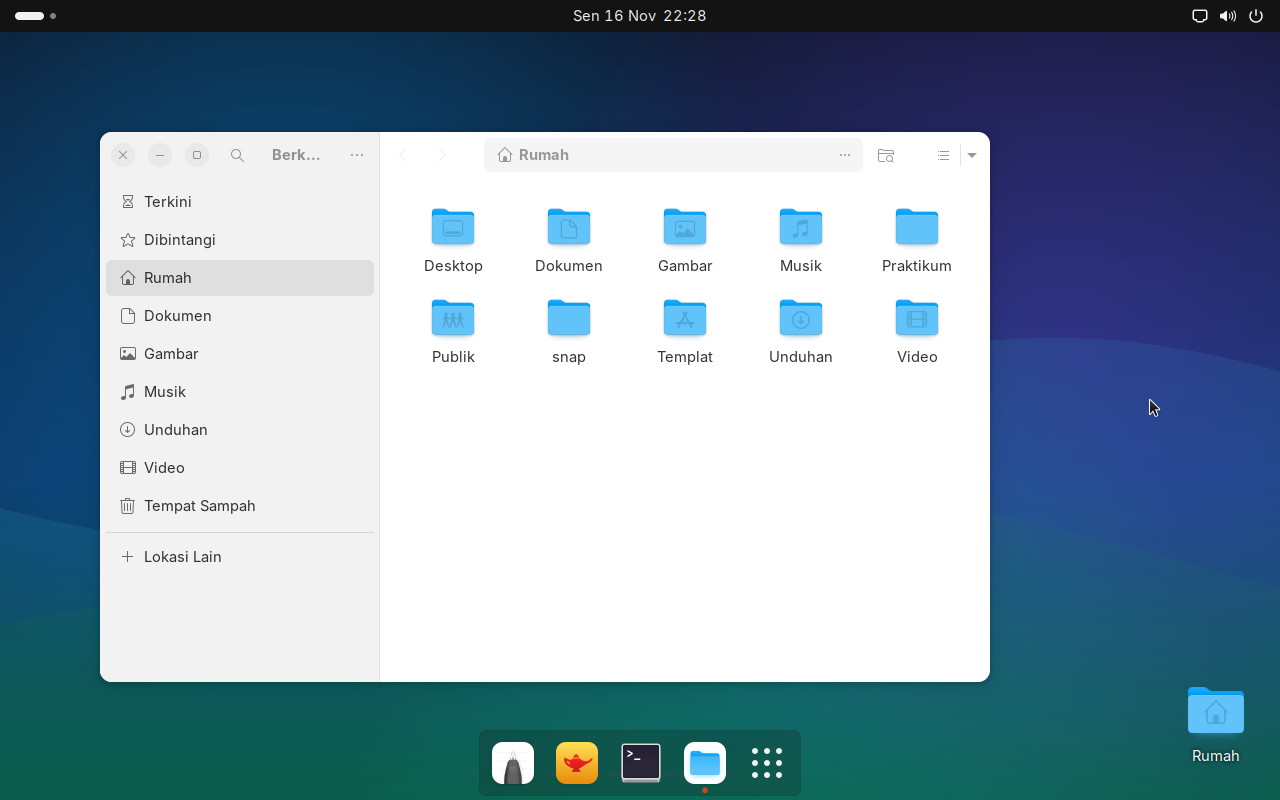 Sen 16 Nov 22:28
Berk...
Rumah
Terkini
Dibintangi
Rumah
Dokumen
Gambar
Musik
Unduhan
Video
Tempat Sampah
Lokasi Lain
Desktop Dokumen Gambar Musik Praktikum
Publik snap Templat Unduhan Video
>_
Rumah